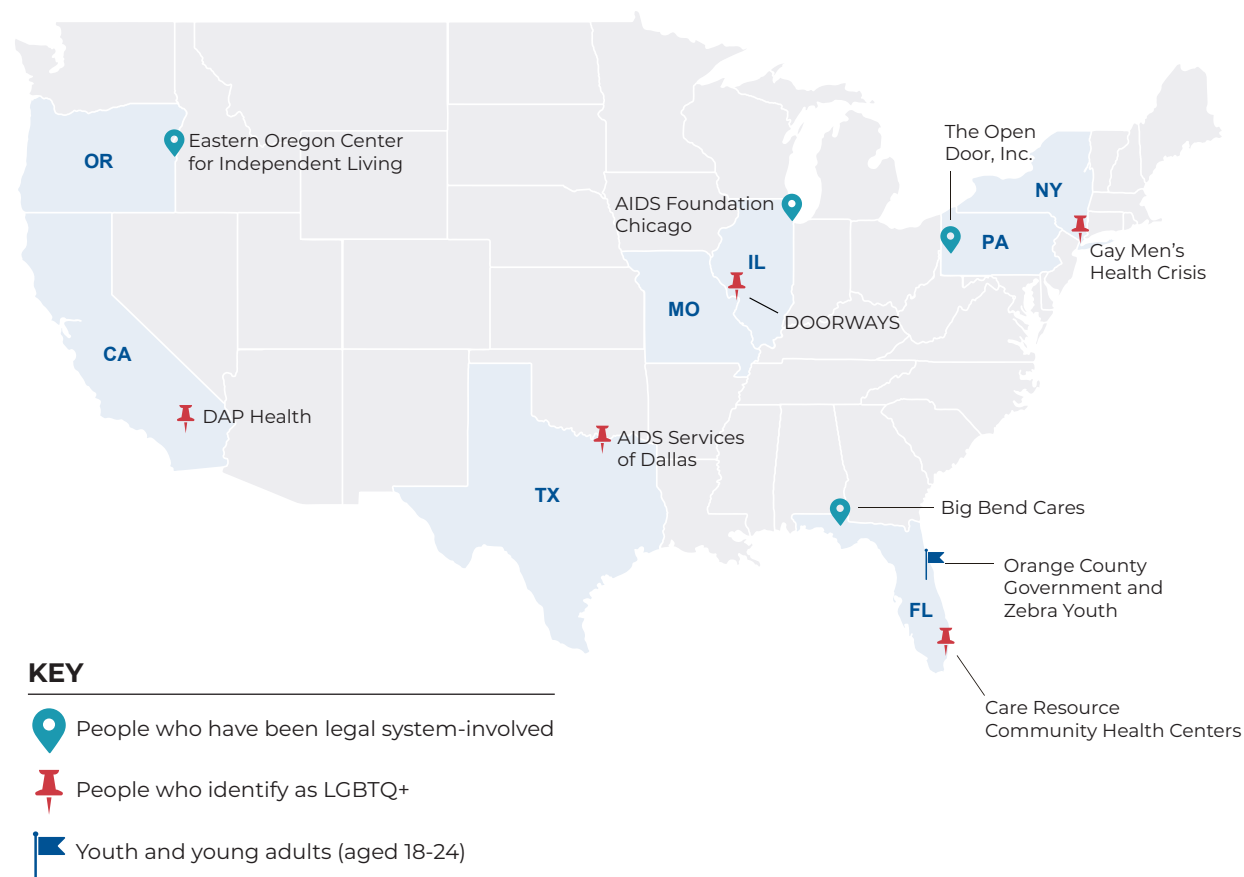 OR
Eastern Oregon Center
for Independent Living
The Open
Door, Inc.
NY
AIDS Foundation
Chicago
PA
Gay Men’s
Health Crisis
IL
MO
DOORWAYS
CA
DAP Health
AIDS Services
of Dallas
TX
Big Bend Cares
Orange County
Government and
Zebra Youth
FL
Care Resource
Community Health Centers
KEY
People who have been legal system-involved
People who identify as LGBTQ+
Youth and young adults (aged 18-24)